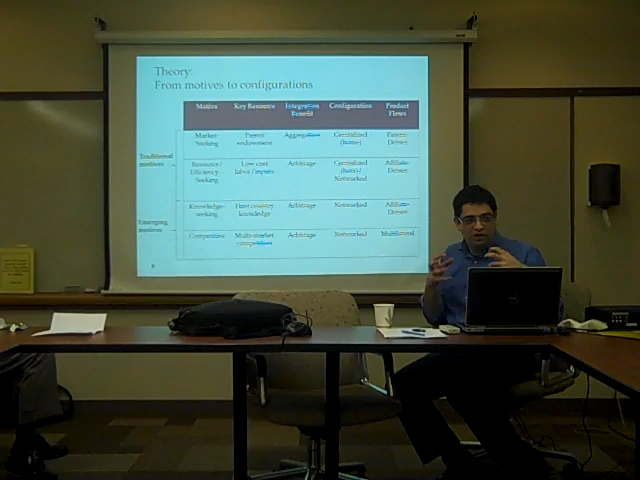 Theory:
From motives to configurations
Motive Key Resource Integration Benefit Configuration Product Flows
Traditional motives
Market-Seeking Parent endowment Aggregation Centralized (home) Parent-Driven
Resource/ Efficiency-Seeking Low cost labor / inputs Arbitrage Centralized (host) / Networked Affiliate-Driven
Emerging motives
Knowledge-seeking Host country knowledge Arbitrage Networked Affiliate-Driven
Competitive Multi-market competition Arbitrage Networked Multilateral
DELL